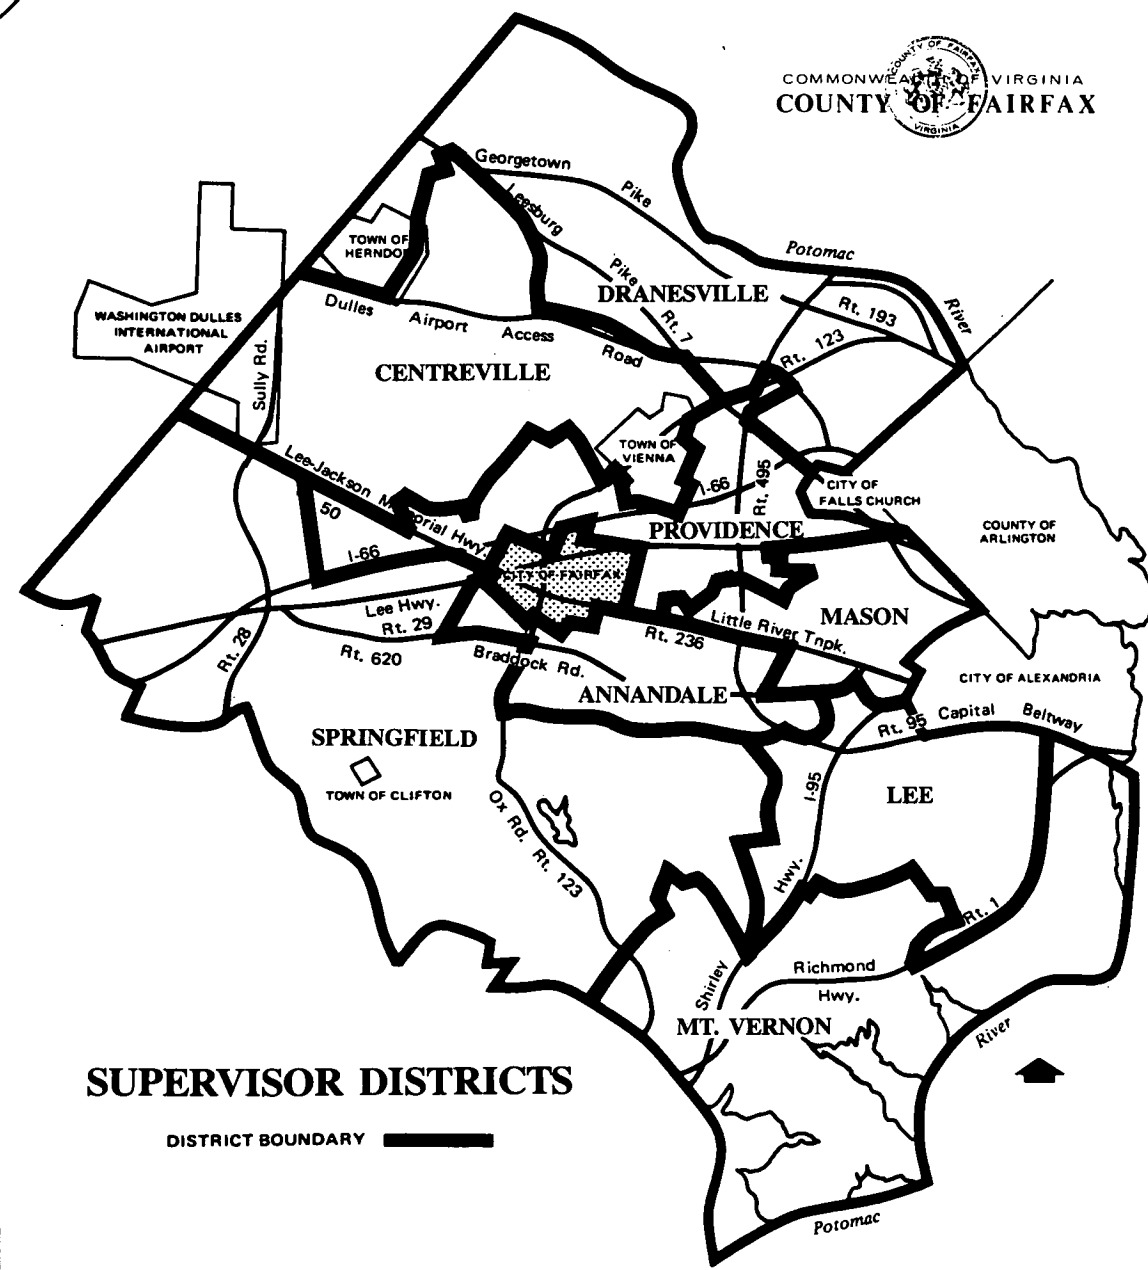 COUNTY OF FAIRFAX
VIRGINIA
COMMONWEALTH OF VIRGINIA
COUNTY OF FAIRFAX
Georgetown Pike
Leesburg Pike
Rt. 7
Potomac
River
TOWN OF
HERNDON
DRANESVILLE
Rt. 193
Rt. 123
Dulles Airport Access Road
WASHINGTON DULLES
INTERNATIONAL
AIRPORT
Sully Rd.
CENTREVILLE
TOWN OF
VIENNA
Lee-Jackson Memorial Hwy.
50
I-66
Rt. 495
CITY OF
FALLS CHURCH
PROVIDENCE
COUNTY OF
ARLINGTON
I-66
CITY OF FAIRFAX
Lee Hwy.
Rt. 29
MASON
Little River Tnpk.
Rt. 236
Rt. 28
Rt. 620
Braddock Rd.
ANNANDALE
CITY OF ALEXANDRIA
Rt. 95
Capital Beltway
SPRINGFIELD
TOWN OF CLIFTON
I-95
LEE
Ox Rd. Rt. 123
Hwy.
Rt. 1
Shirley
Richmond
Hwy.
MT. VERNON
River
SUPERVISOR DISTRICTS
DISTRICT BOUNDARY
Potomac